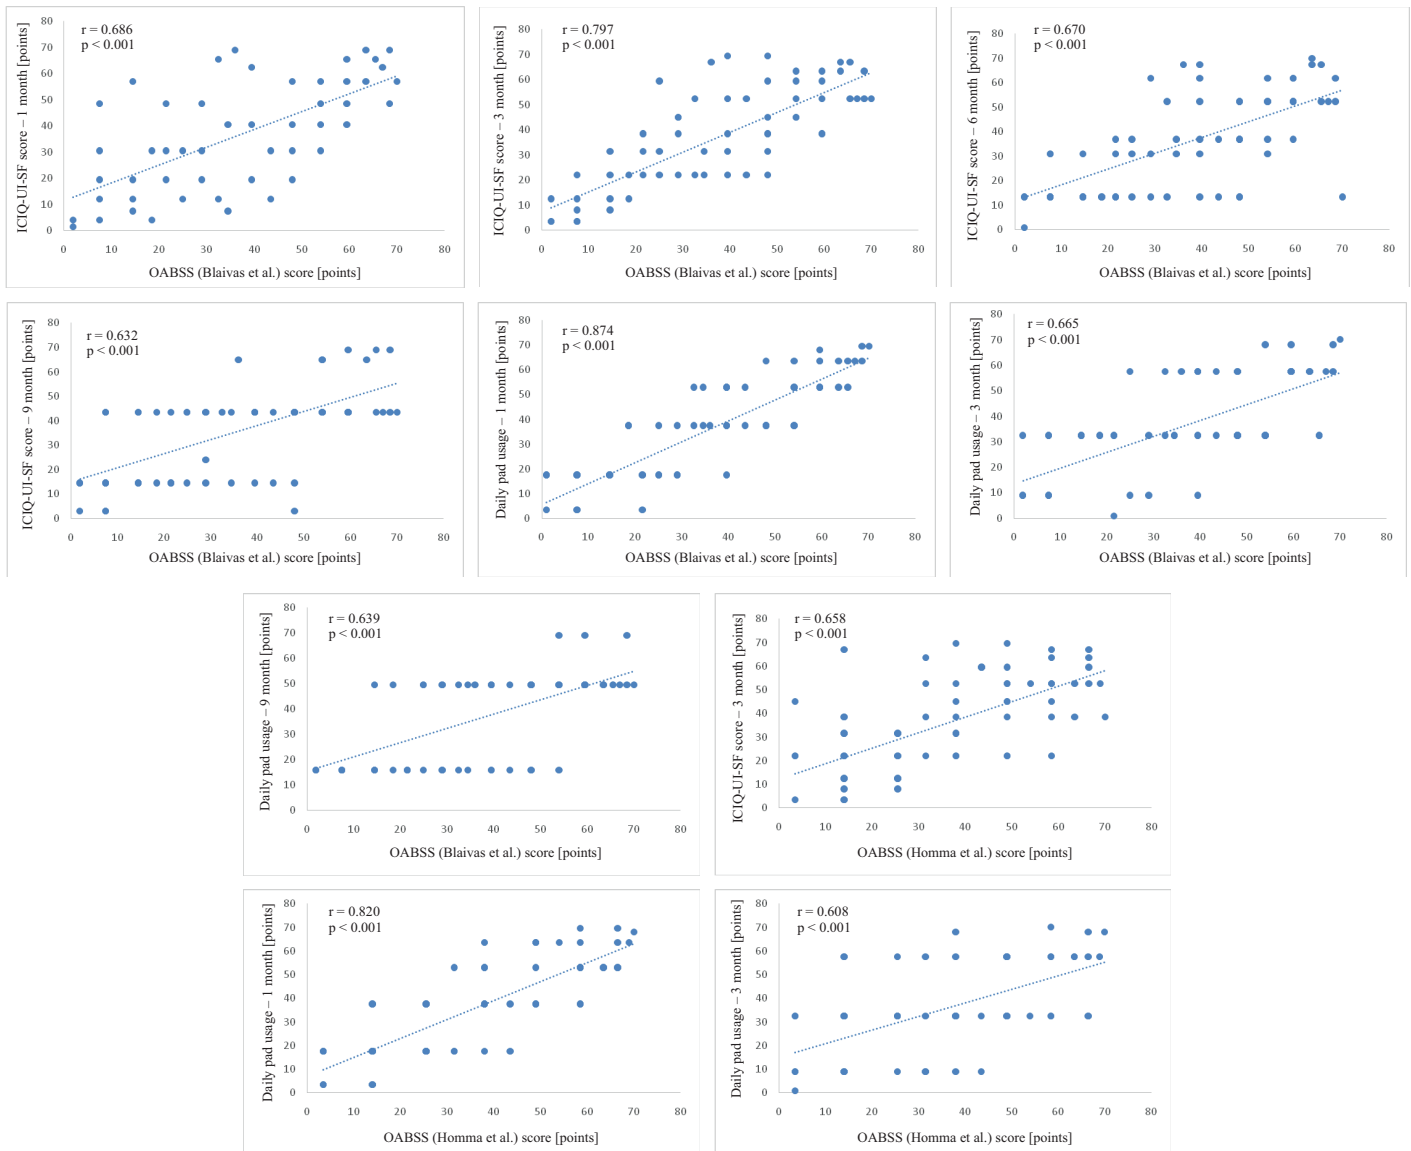 r = 0.686
p < 0.001
ICIQ-UI-SF score – 1 month [points]
80
70
60
50
40
30
20
10
0
0 10 20 30 40 50 60 70 80
OABSS (Blaivas et al.) score [points]
r = 0.797
p < 0.001
ICIQ-UI-SF score – 3 month [points]
80
70
60
50
40
30
20
10
0
0 10 20 30 40 50 60 70 80
OABSS (Blaivas et al.) score [points]
r = 0.670
p < 0.001
ICIQ-UI-SF score – 6 month [points]
80
70
60
50
40
30
20
10
0
0 10 20 30 40 50 60 70 80
OABSS (Blaivas et al.) score [points]
r = 0.632
p < 0.001
ICIQ-UI-SF score – 9 month [points]
80
70
60
50
40
30
20
10
0
0 10 20 30 40 50 60 70 80
OABSS (Blaivas et al.) score [points]
r = 0.874
p < 0.001
Daily pad usage – 1 month [points]
80
70
60
50
40
30
20
10
0
0 10 20 30 40 50 60 70 80
OABSS (Blaivas et al.) score [points]
r = 0.665
p < 0.001
Daily pad usage – 3 month [points]
80
70
60
50
40
30
20
10
0
0 10 20 30 40 50 60 70 80
OABSS (Blaivas et al.) score [points]
r = 0.639
p < 0.001
Daily pad usage – 9 month [points]
80
70
60
50
40
30
20
10
0
0 10 20 30 40 50 60 70 80
OABSS (Blaivas et al.) score [points]
r = 0.658
p < 0.001
ICIQ-UI-SF score – 3 month [points]
80
70
60
50
40
30
20
10
0
0 10 20 30 40 50 60 70 80
OABSS (Homma et al.) score [points]
r = 0.820
p < 0.001
Daily pad usage – 1 month [points]
80
70
60
50
40
30
20
10
0
0 10 20 30 40 50 60 70 80
OABSS (Homma et al.) score [points]
r = 0.608
p < 0.001
Daily pad usage – 3 month [points]
80
70
60
50
40
30
20
10
0
0 10 20 30 40 50 60 70 80
OABSS (Homma et al.) score [points]